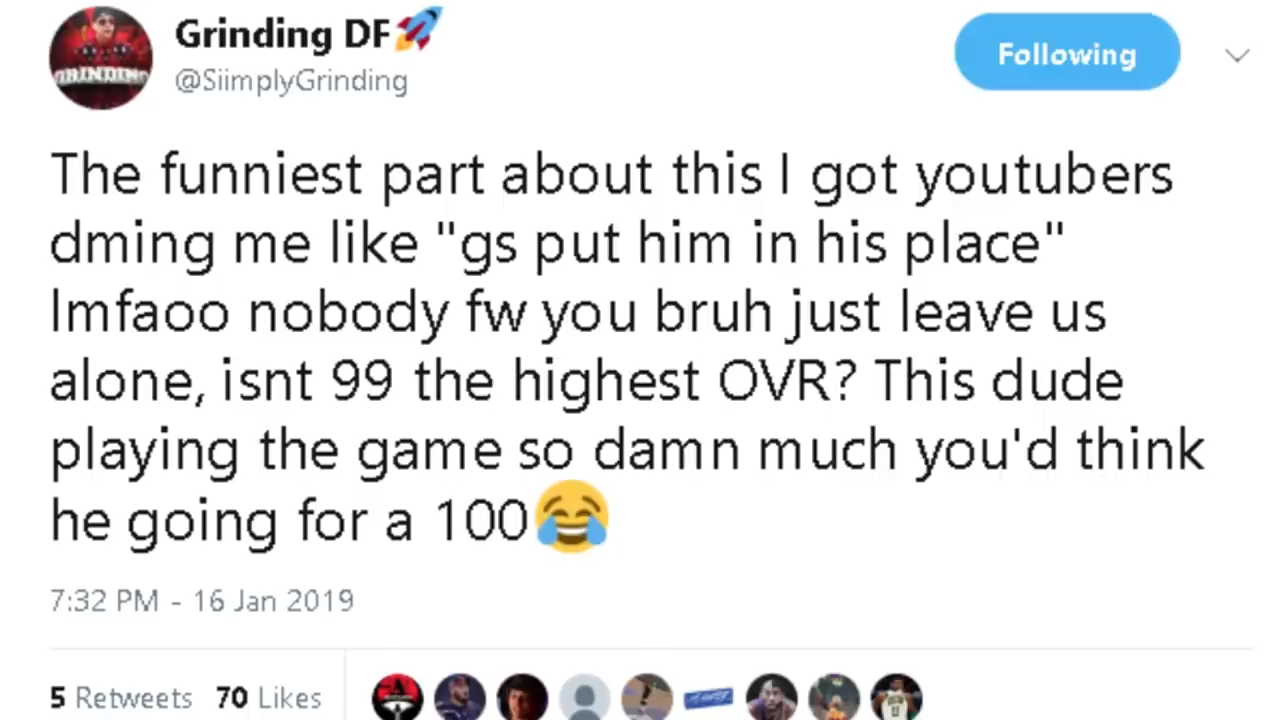 Grinding DF🚀
@SiimplyGrinding
Following
The funniest part about this I got youtubers
dming me like "gs put him in his place"
lmfaoo nobody fw you bruh just leave us
alone, isnt 99 the highest OVR? This dude
playing the game so damn much you'd think
he going for a 100😂
7:32 PM - 16 Jan 2019
5 Retweets 70 Likes